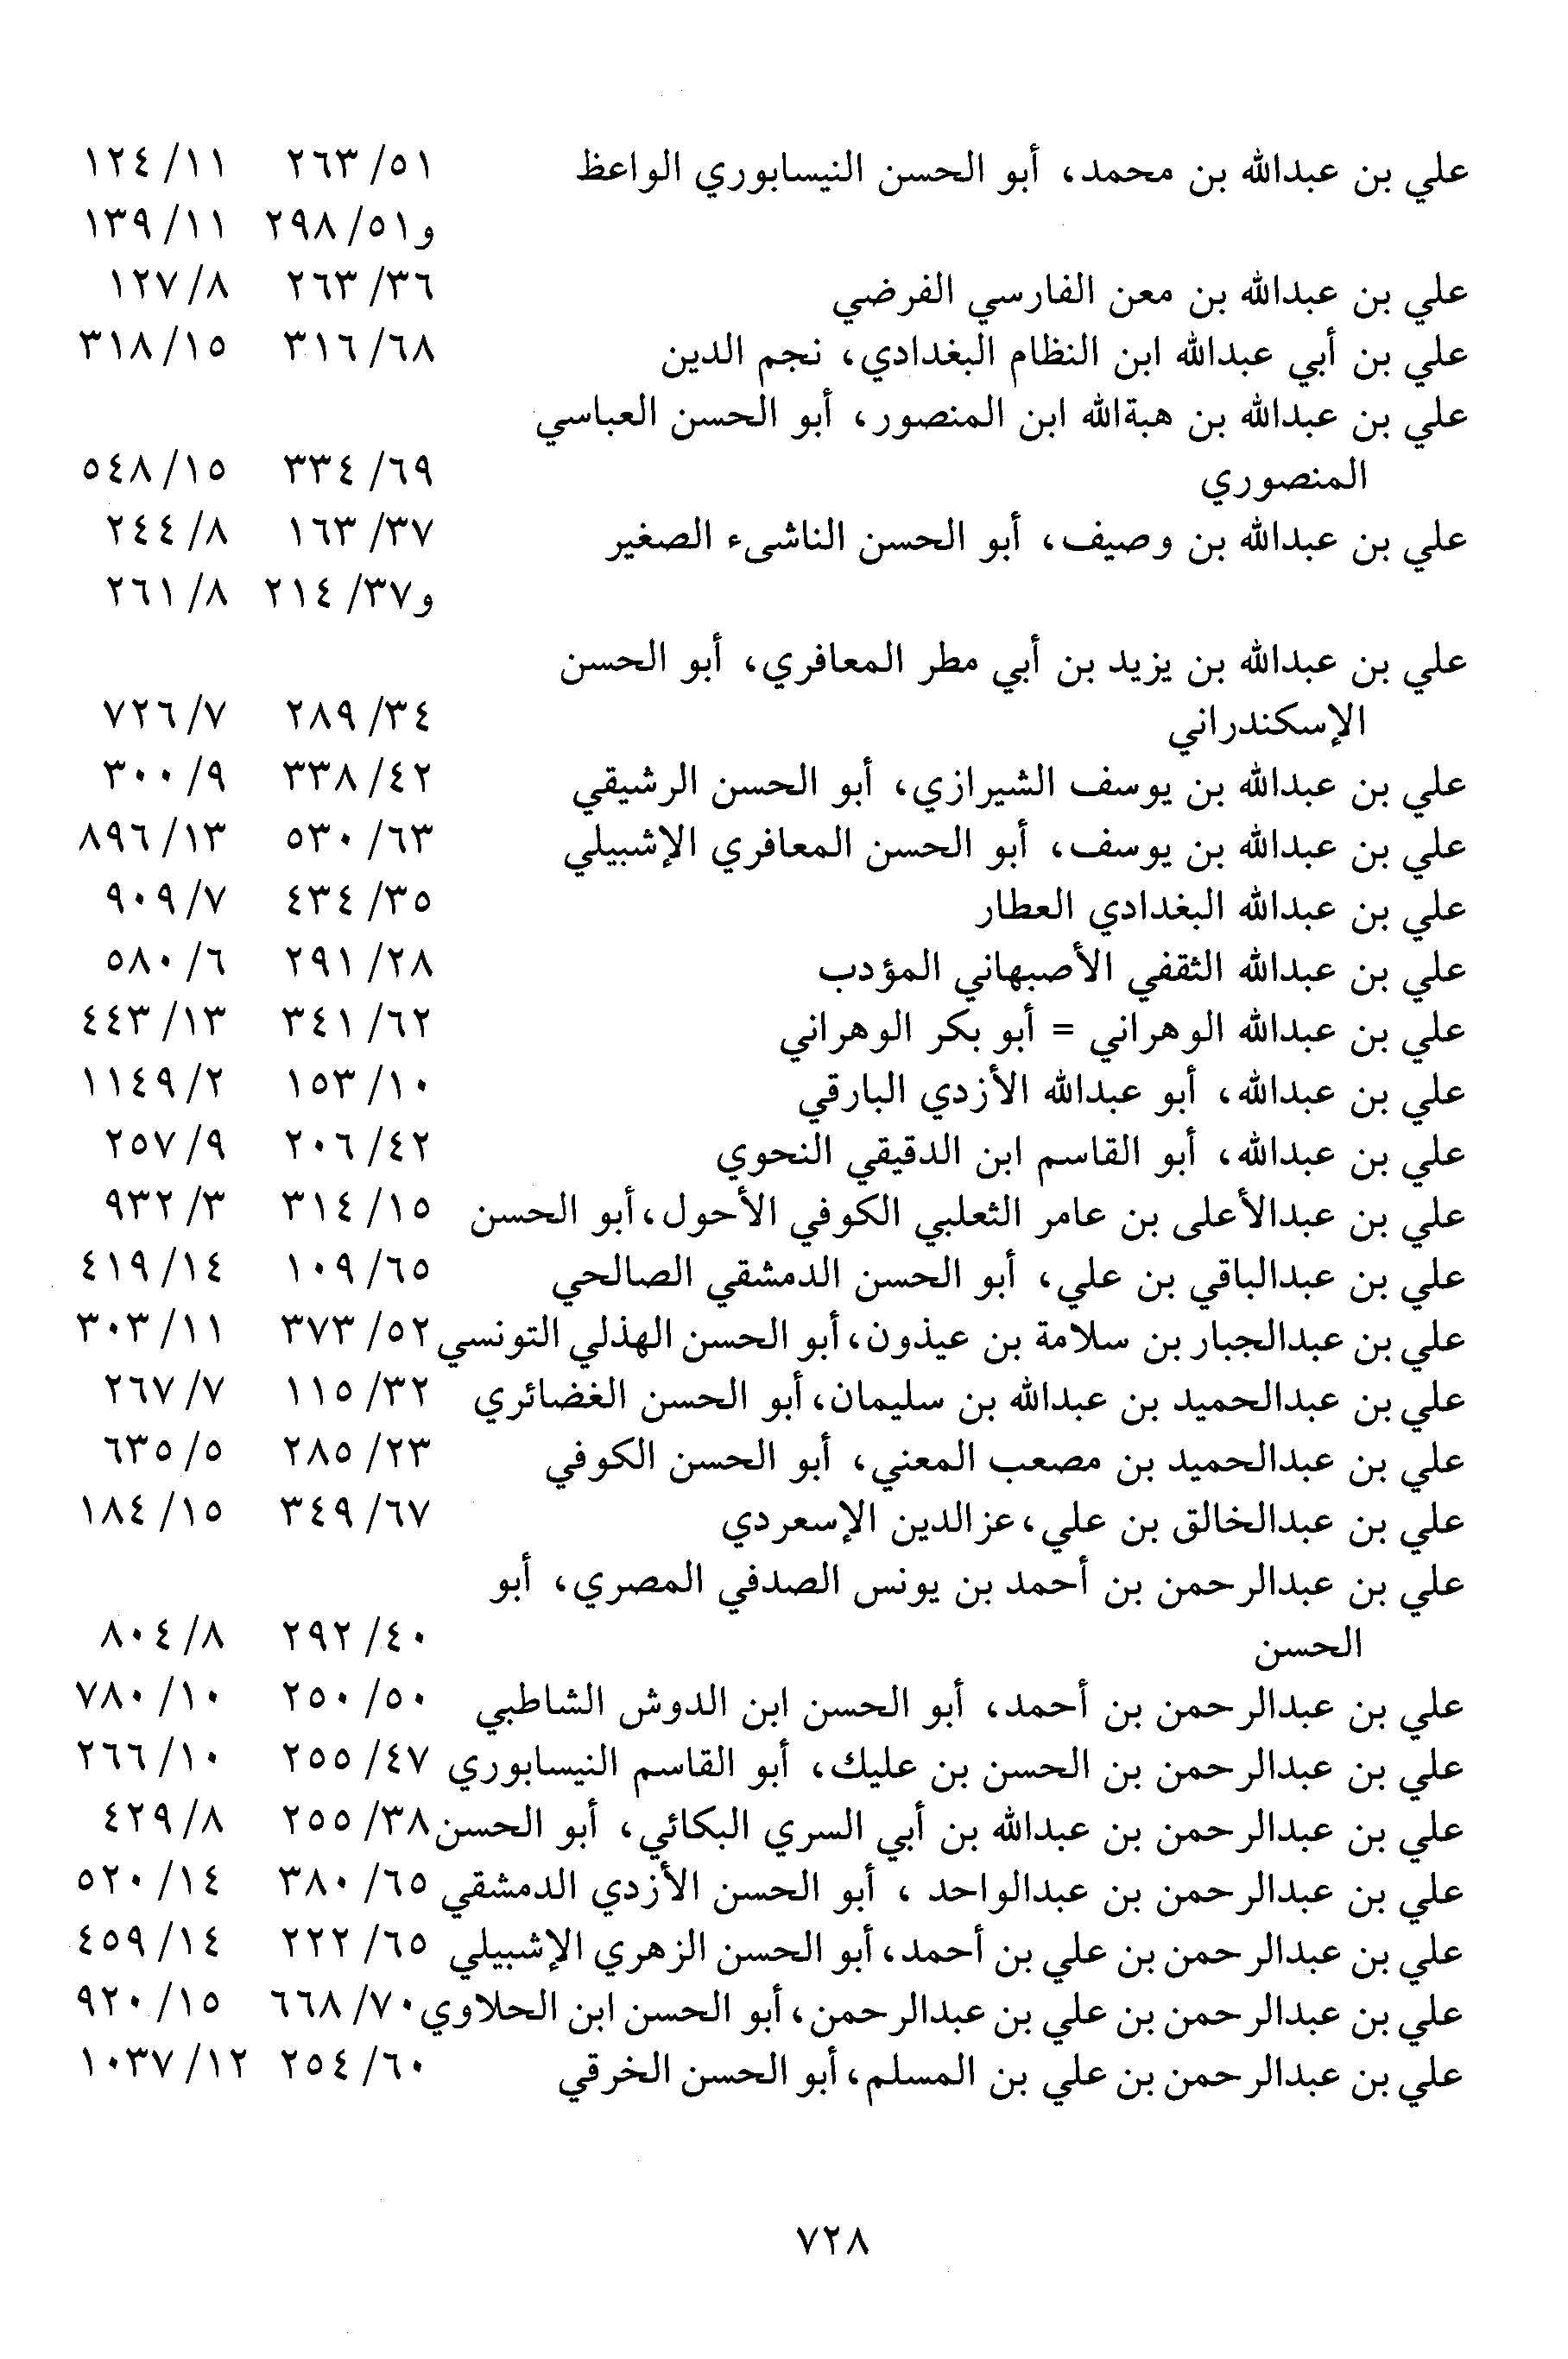 علي بن عبدالله بن محمد، أبو الحسن النيسابوري الواعظ ٥١/ ٢٦٣ ١١/ ١٢٤
و٥١/ ٢٩٨ ١١/ ١٣٩
علي بن عبدالله بن معن الفارسي الفرضي ٣٦/ ٢٦٣ ٨/ ١٢٧
علي بن أبي عبدالله ابن النظام البغدادي، نجم الدين ٦٨/ ٣١٦ ١٥/ ٣١٨
علي بن عبدالله بن هبةالله ابن المنصور، أبو الحسن العباسي
المنصوري ٦٩/ ٣٣٤ ١٥/ ٥٤٨
علي بن عبدالله بن وصيف، أبو الحسن الناشىء الصغير ٣٧/ ١٦٣ ٨/ ٢٤٤
و٣٧/ ٢١٤ ٨/ ٢٦١
علي بن عبدالله بن يزيد بن أبي مطر المعافري، أبو الحسن
الإسكندراني ٣٤/ ٢٨٩ ٧/ ٧٢٦
علي بن عبدالله بن يوسف الشيرازي، أبو الحسن الرشيقي ٤٢/ ٣٣٨ ٩/ ٣٠٠
علي بن عبدالله بن يوسف، أبو الحسن المعافري الإشبيلي ٦٣/ ٥٣٠ ١٣/ ٨٩٦
علي بن عبدالله البغدادي العطار ٣٥/ ٤٣٤ ٧/ ٩٠٩
علي بن عبدالله الثقفي الأصبهاني المؤدب ٢٨/ ٢٩١ ٦/ ٥٨٠
علي بن عبدالله الوهراني = أبو بكر الوهراني ٦٢/ ٣٤١ ١٣/ ٤٤٣
علي بن عبدالله، أبو عبدالله الأزدي البارقي ١٠/ ١٥٣ ٢/ ١١٤٩
علي بن عبدالله، أبو القاسم ابن الدقيقي النحوي ٤٢/ ٢٠٦ ٩/ ٢٥٧
علي بن عبدالأعلى بن عامر الثعلبي الكوفي الأحول، أبو الحسن ١٥/ ٣١٤ ٣/ ٩٣٢
علي بن عبدالباقي بن علي، أبو الحسن الدمشقي الصالحي ٦٥/ ١٠٩ ١٤/ ٤١٩
علي بن عبدالجبار بن سلامة بن عيذون، أبو الحسن الهذلي التونسي ٥٢/ ٣٧٣ ١١/ ٣٠٣
علي بن عبدالحميد بن عبدالله بن سليمان، أبو الحسن الغضائري ٣٢/ ١١٥ ٧/ ٢٦٧
علي بن عبدالحميد بن مصعب المعني، أبو الحسن الكوفي ٢٣/ ٢٨٥ ٥/ ٦٣٥
علي بن عبدالخالق بن علي، عزالدين الإسعردي ٦٧/ ٣٤٩ ١٥/ ١٨٤
علي بن عبدالرحمن بن أحمد بن يونس الصدفي المصري، أبو
الحسن ٤٠/ ٢٩٢ ٨/ ٨٠٤
علي بن عبدالرحمن بن أحمد، أبو الحسن ابن الدوش الشاطبي ٥٠/ ٢٥٠ ١٠/ ٧٨٠
علي بن عبدالرحمن بن الحسن بن عليك، أبو القاسم النيسابوري ٤٧/ ٢٥٥ ١٠/ ٢٦٦
علي بن عبدالرحمن بن عبدالله بن أبي السري البكائي، أبو الحسن ٣٨/ ٢٥٥ ٨/ ٤٢٩
علي بن عبدالرحمن بن عبدالواحد ، أبو الحسن الأزدي الدمشقي ٦٥/ ٣٨٠ ١٤/ ٥٢٠
علي بن عبدالرحمن بن علي بن أحمد، أبو الحسن الزهري الإشبيلي ٦٥/ ٢٢٢ ١٤/ ٤٥٩
علي بن عبدالرحمن بن علي بن عبدالرحمن، أبو الحسن ابن الحلاوي ٧٠/ ٦٦٨ ١٥/ ٩٢٠
علي بن عبدالرحمن بن علي بن المسلم، أبو الحسن الخرقي ٦٠/ ٢٥٤ ١٢/ ١٠٣٧
٧٢٨